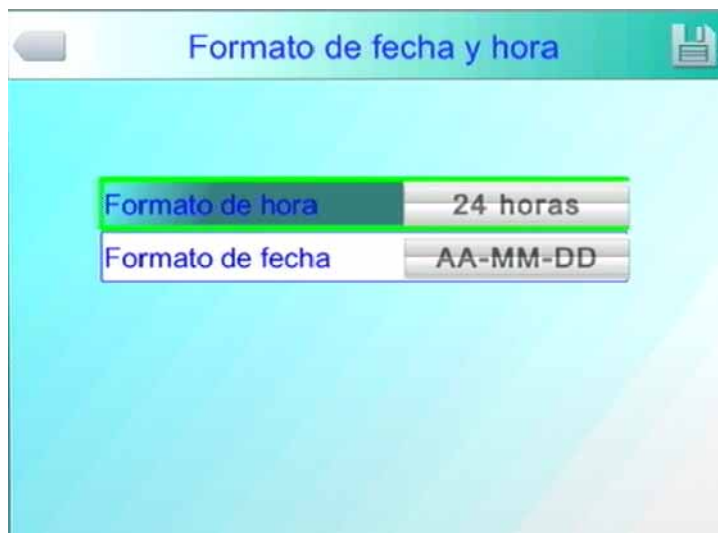 Formato de fecha y hora
Formato de hora 24 horas
Formato de fecha AA-MM-DD